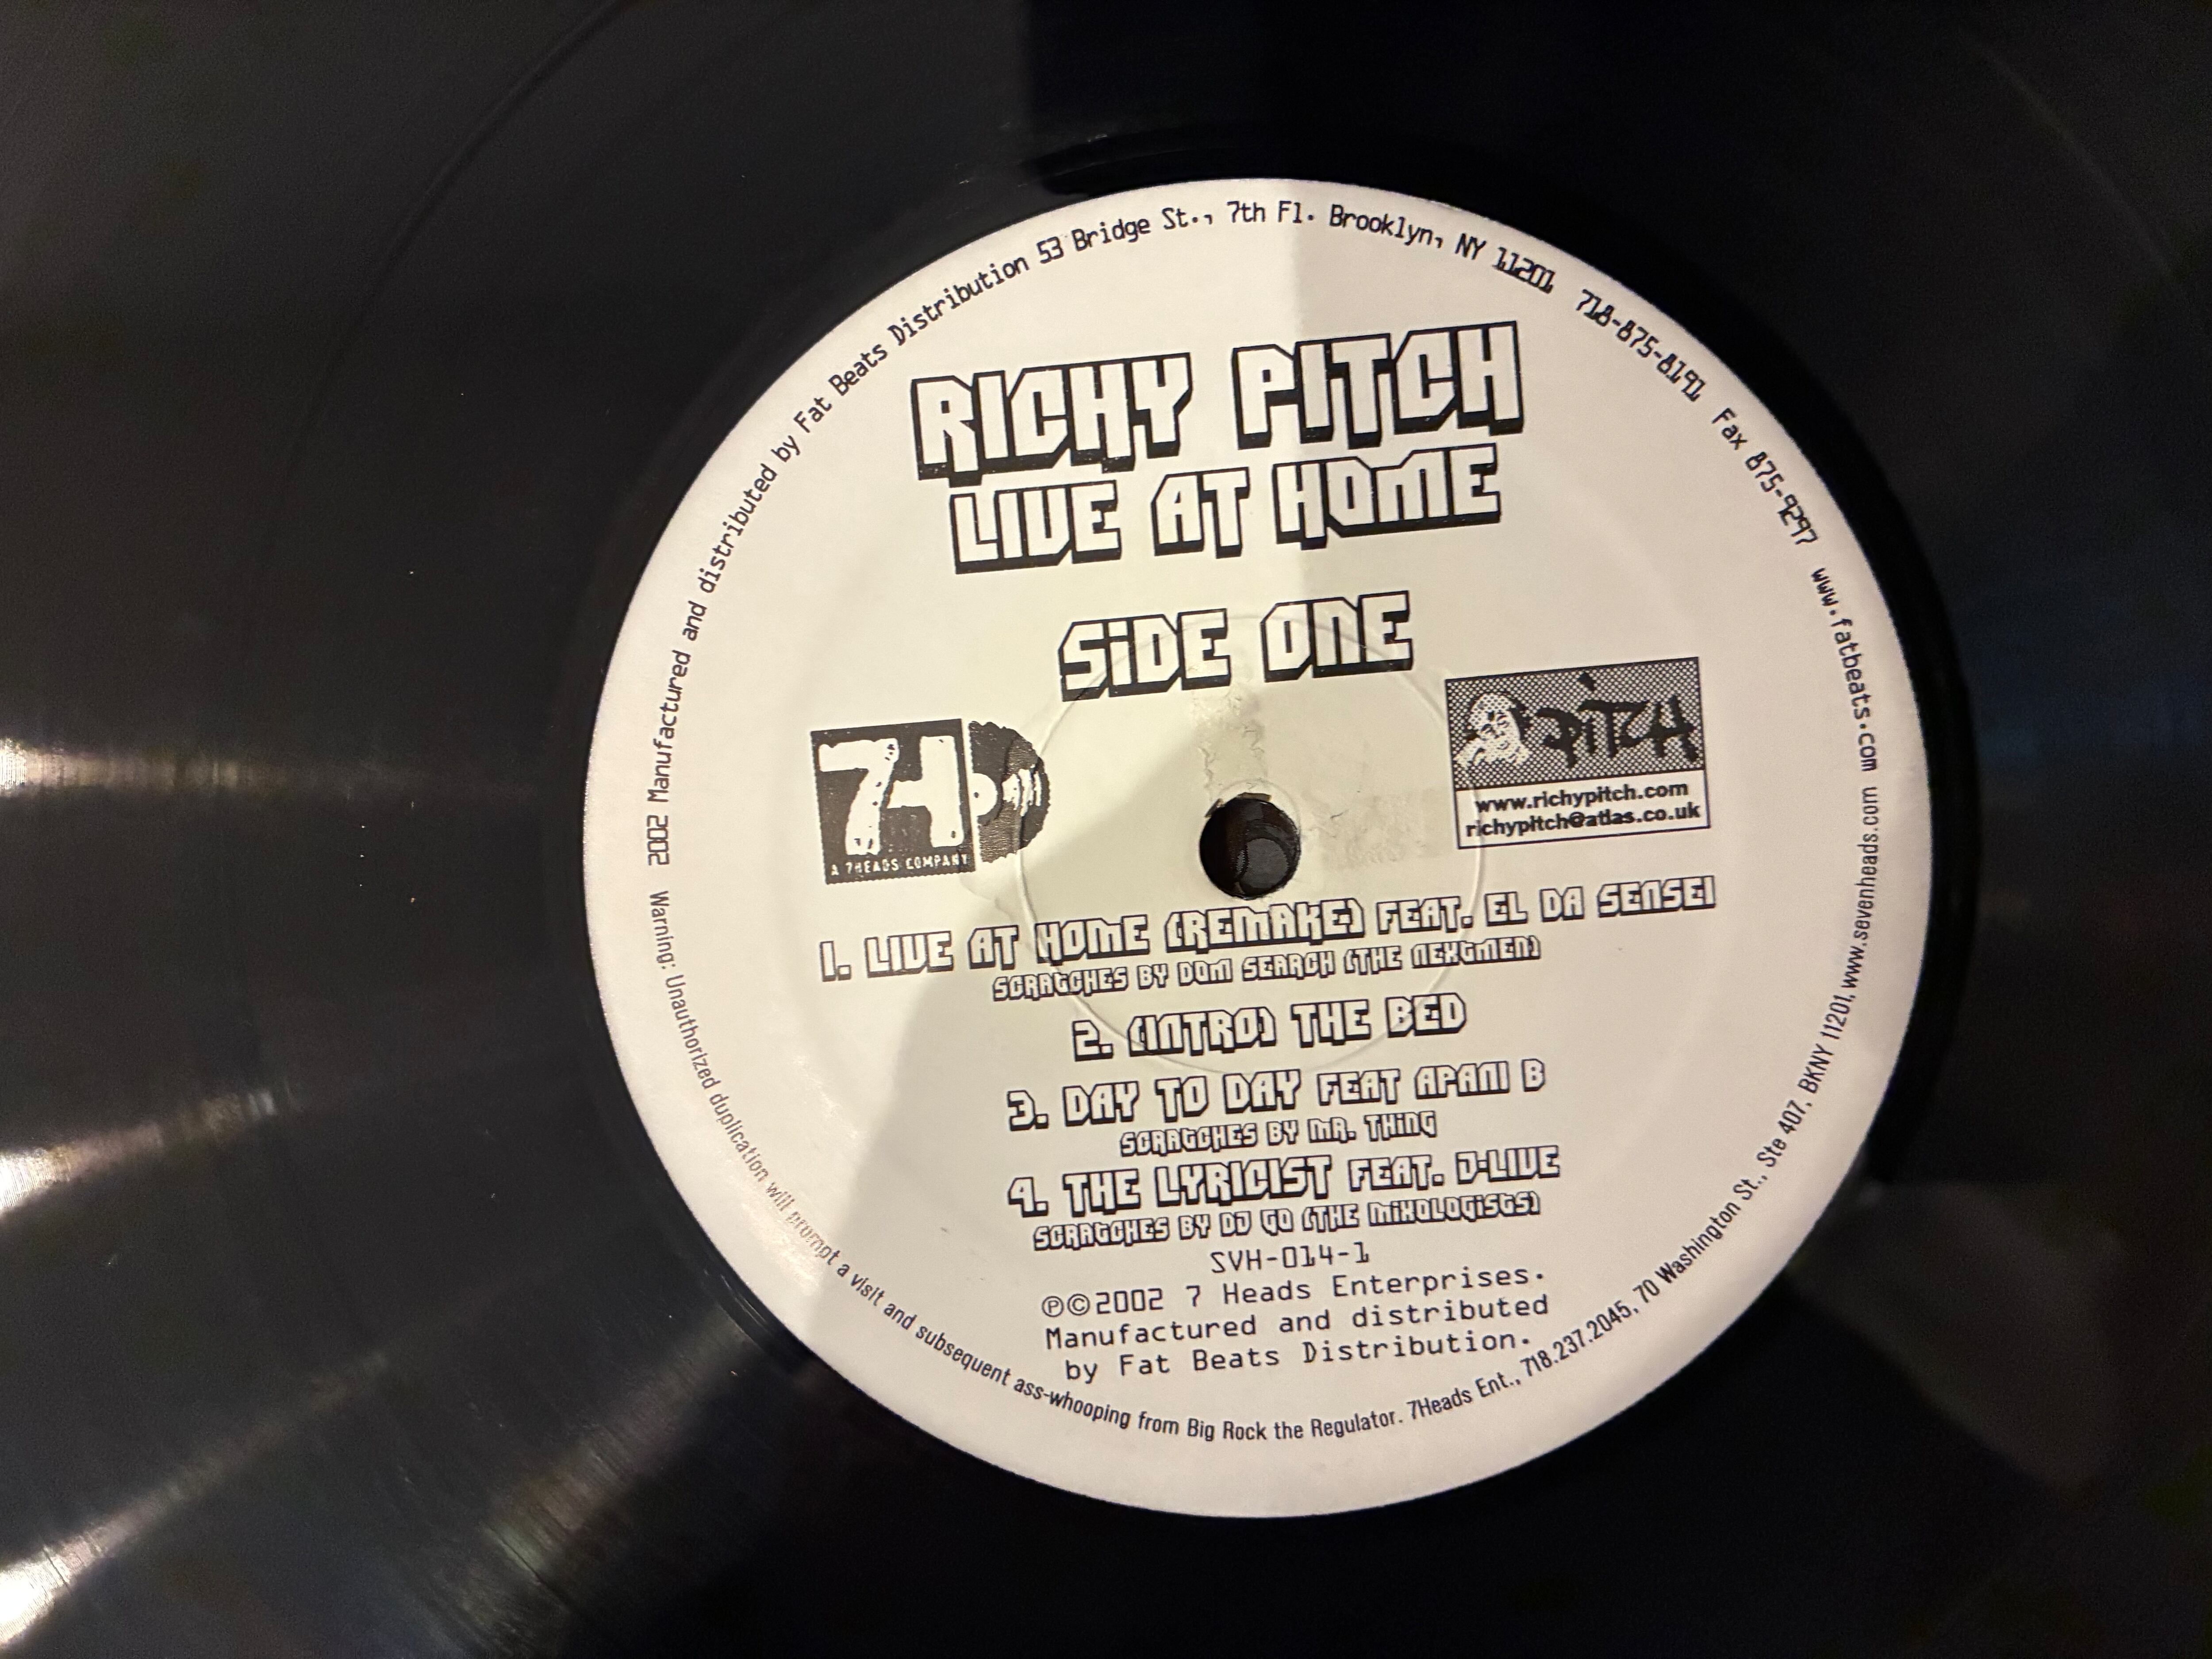 2002 Manufactured and distributed by Fat Beats Distribution 53 Bridge St., 7th Fl. Brooklyn, NY 11201 718-875-8191 Fax 875-9297 www.fatbeats.com
RICHY PITCH
LIVE AT HOME
SIDE ONE
7H
A 7HEADS COMPANY
PITCH
www.richypitch.com
richypitch@atlas.co.uk
1. LIVE AT HOME (REMAKE) FEAT. EL DA SENSEI
SCRATCHES BY DOM SEARCH (THE NEXTMEN)
2. (INTRO) THE BED
3. DAY TO DAY FEAT APANI B
SCRATCHES BY MR. THING
4. THE LYRICIST FEAT. J-LIVE
SCRATCHES BY DJ GO (THE MIXOLOGISTS)
SVH-014-1
℗©2002 7 Heads Enterprises.
Manufactured and distributed
by Fat Beats Distribution.
Warning: Unauthorized duplication will prompt a visit and subsequent ass-whooping from Big Rock the Regulator. 7Heads Ent., 718.237.2045, 70 Washington St., Ste 407, BKNY 11201, www.sevenheads.com